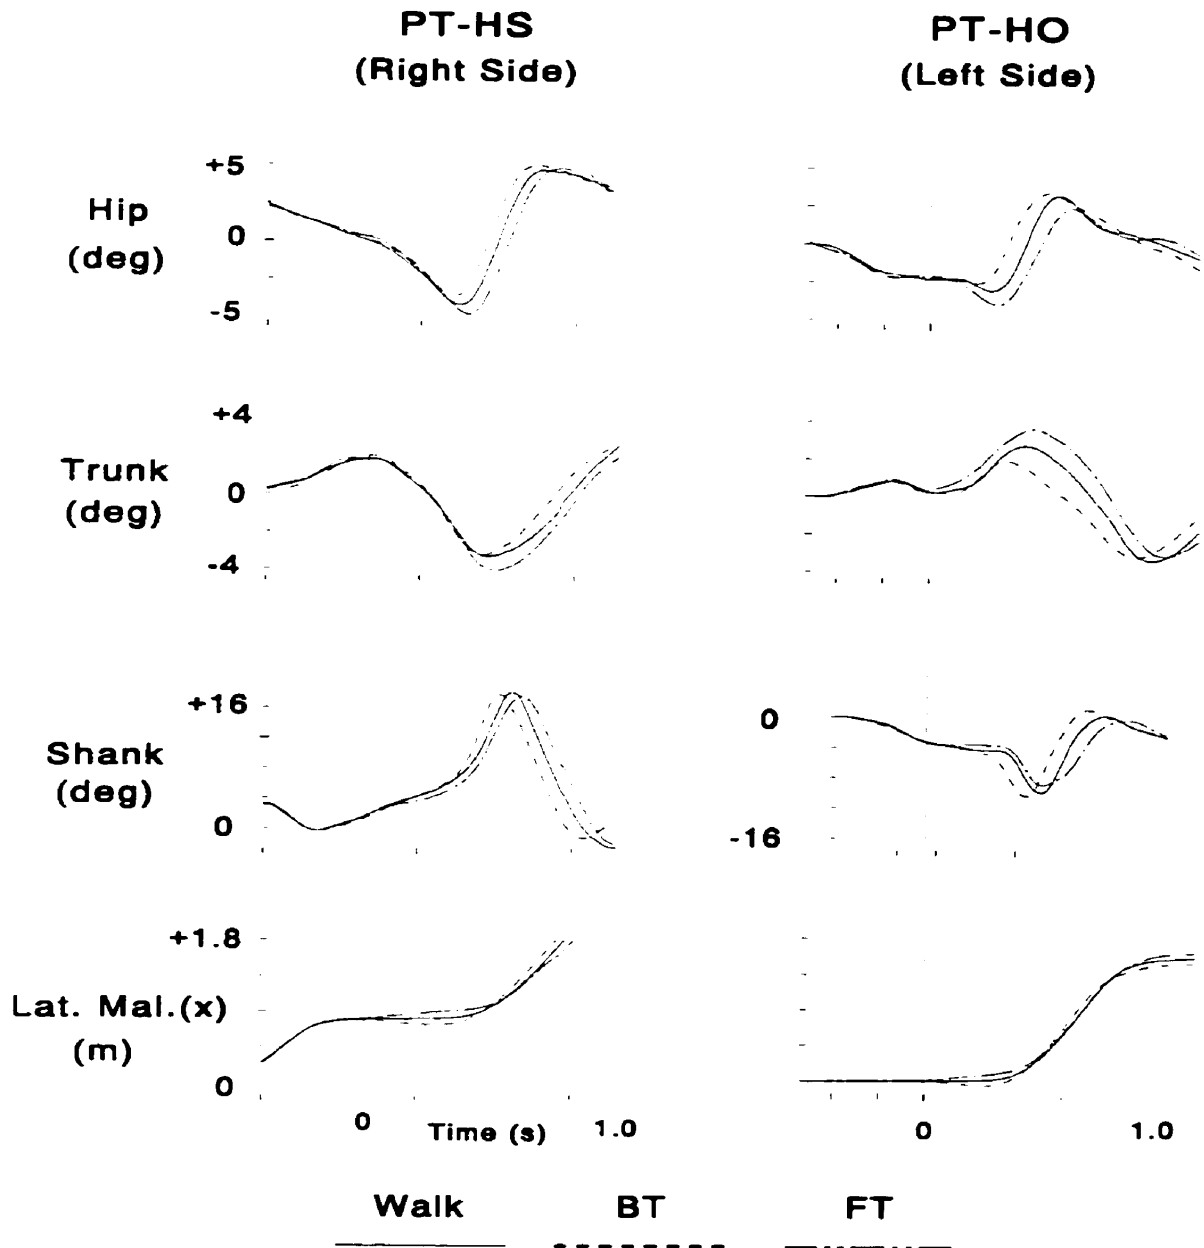 PT-HS
(Right Side)
PT-HO
(Left Side)
Hip
(deg)
+5
0
-5
Trunk
(deg)
+4
0
-4
Shank
(deg)
+16
0
0
-16
Lat. Mal.(x)
(m)
+1.8
0
0
Time (s)
1.0
0
1.0
Walk
BT
FT